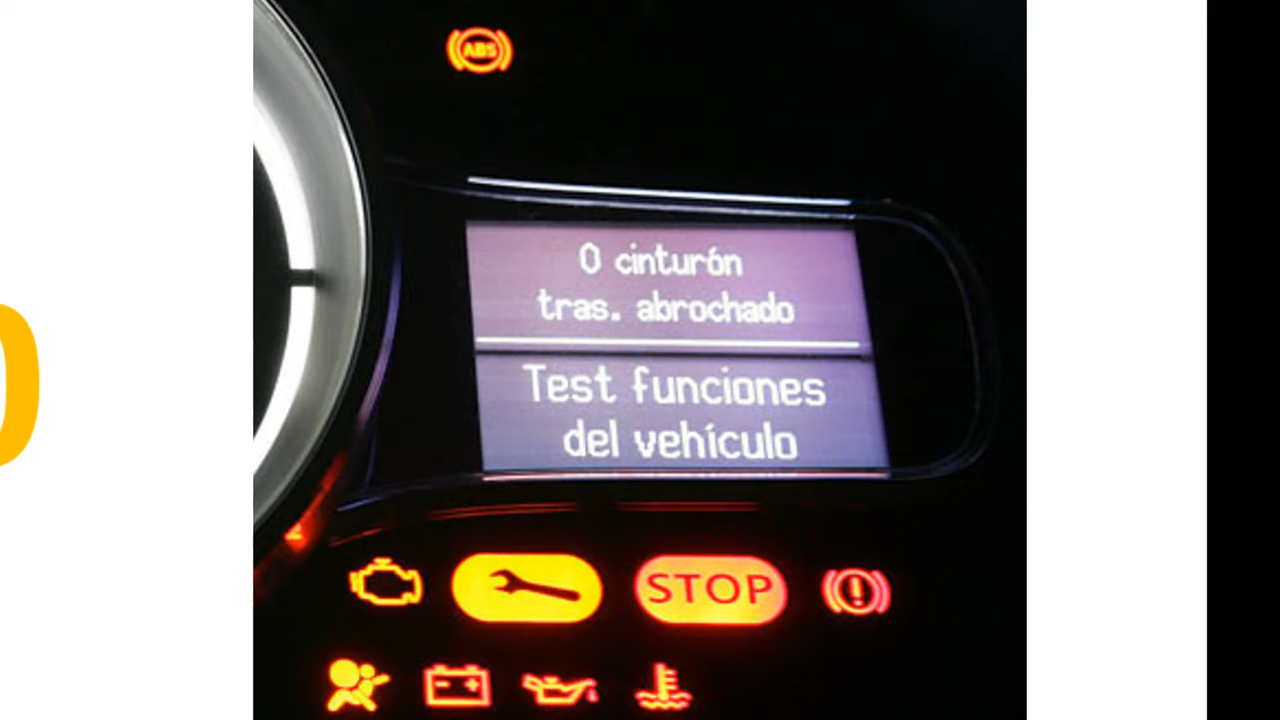 ABS
0 cinturón
tras. abrochado
Test funciones
del vehículo
STOP